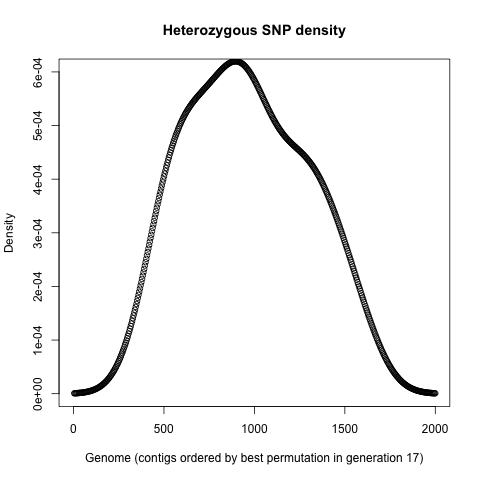 Heterozygous SNP density
Density
6e-04
5e-04
4e-04
3e-04
2e-04
1e-04
0e+00
0 500 1000 1500 2000
Genome (contigs ordered by best permutation in generation 17)